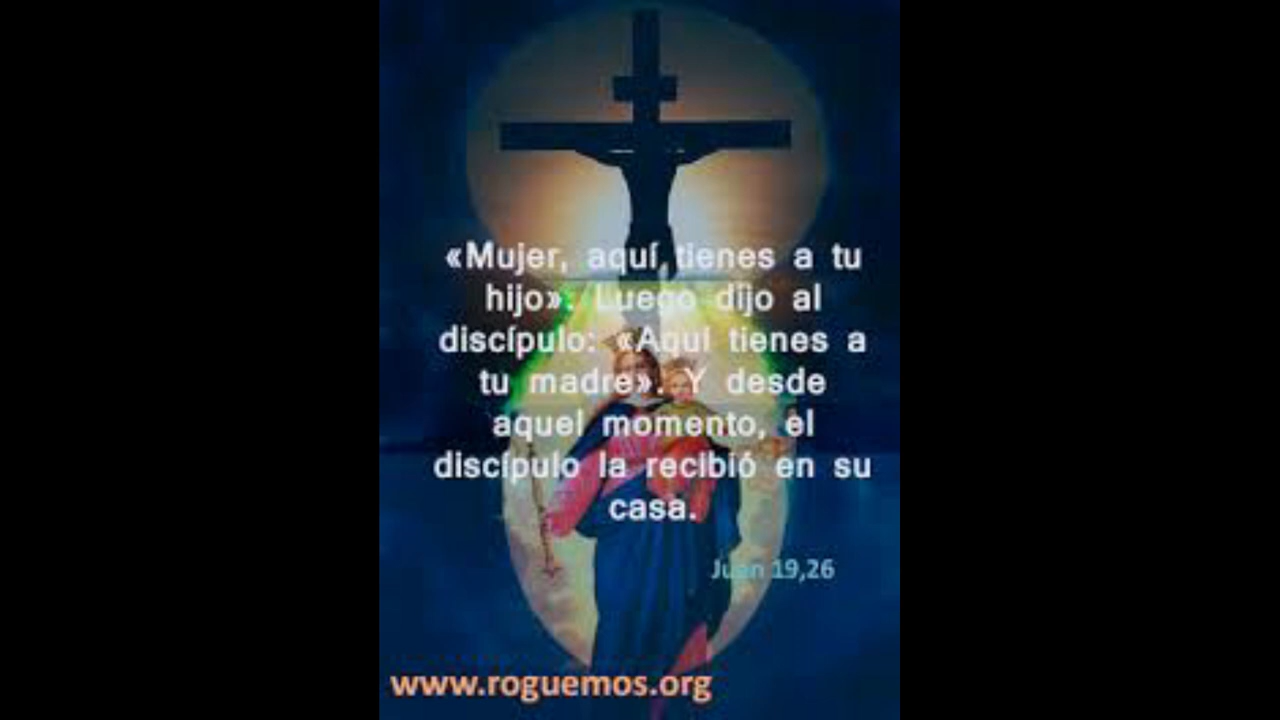 «Mujer, aquí tienes a tu
hijo». Luego dijo al
discípulo: «Aquí tienes a
tu madre». Y desde
aquel momento, el
discípulo la recibió en su
casa.
Juan 19,26
www.roguemos.org